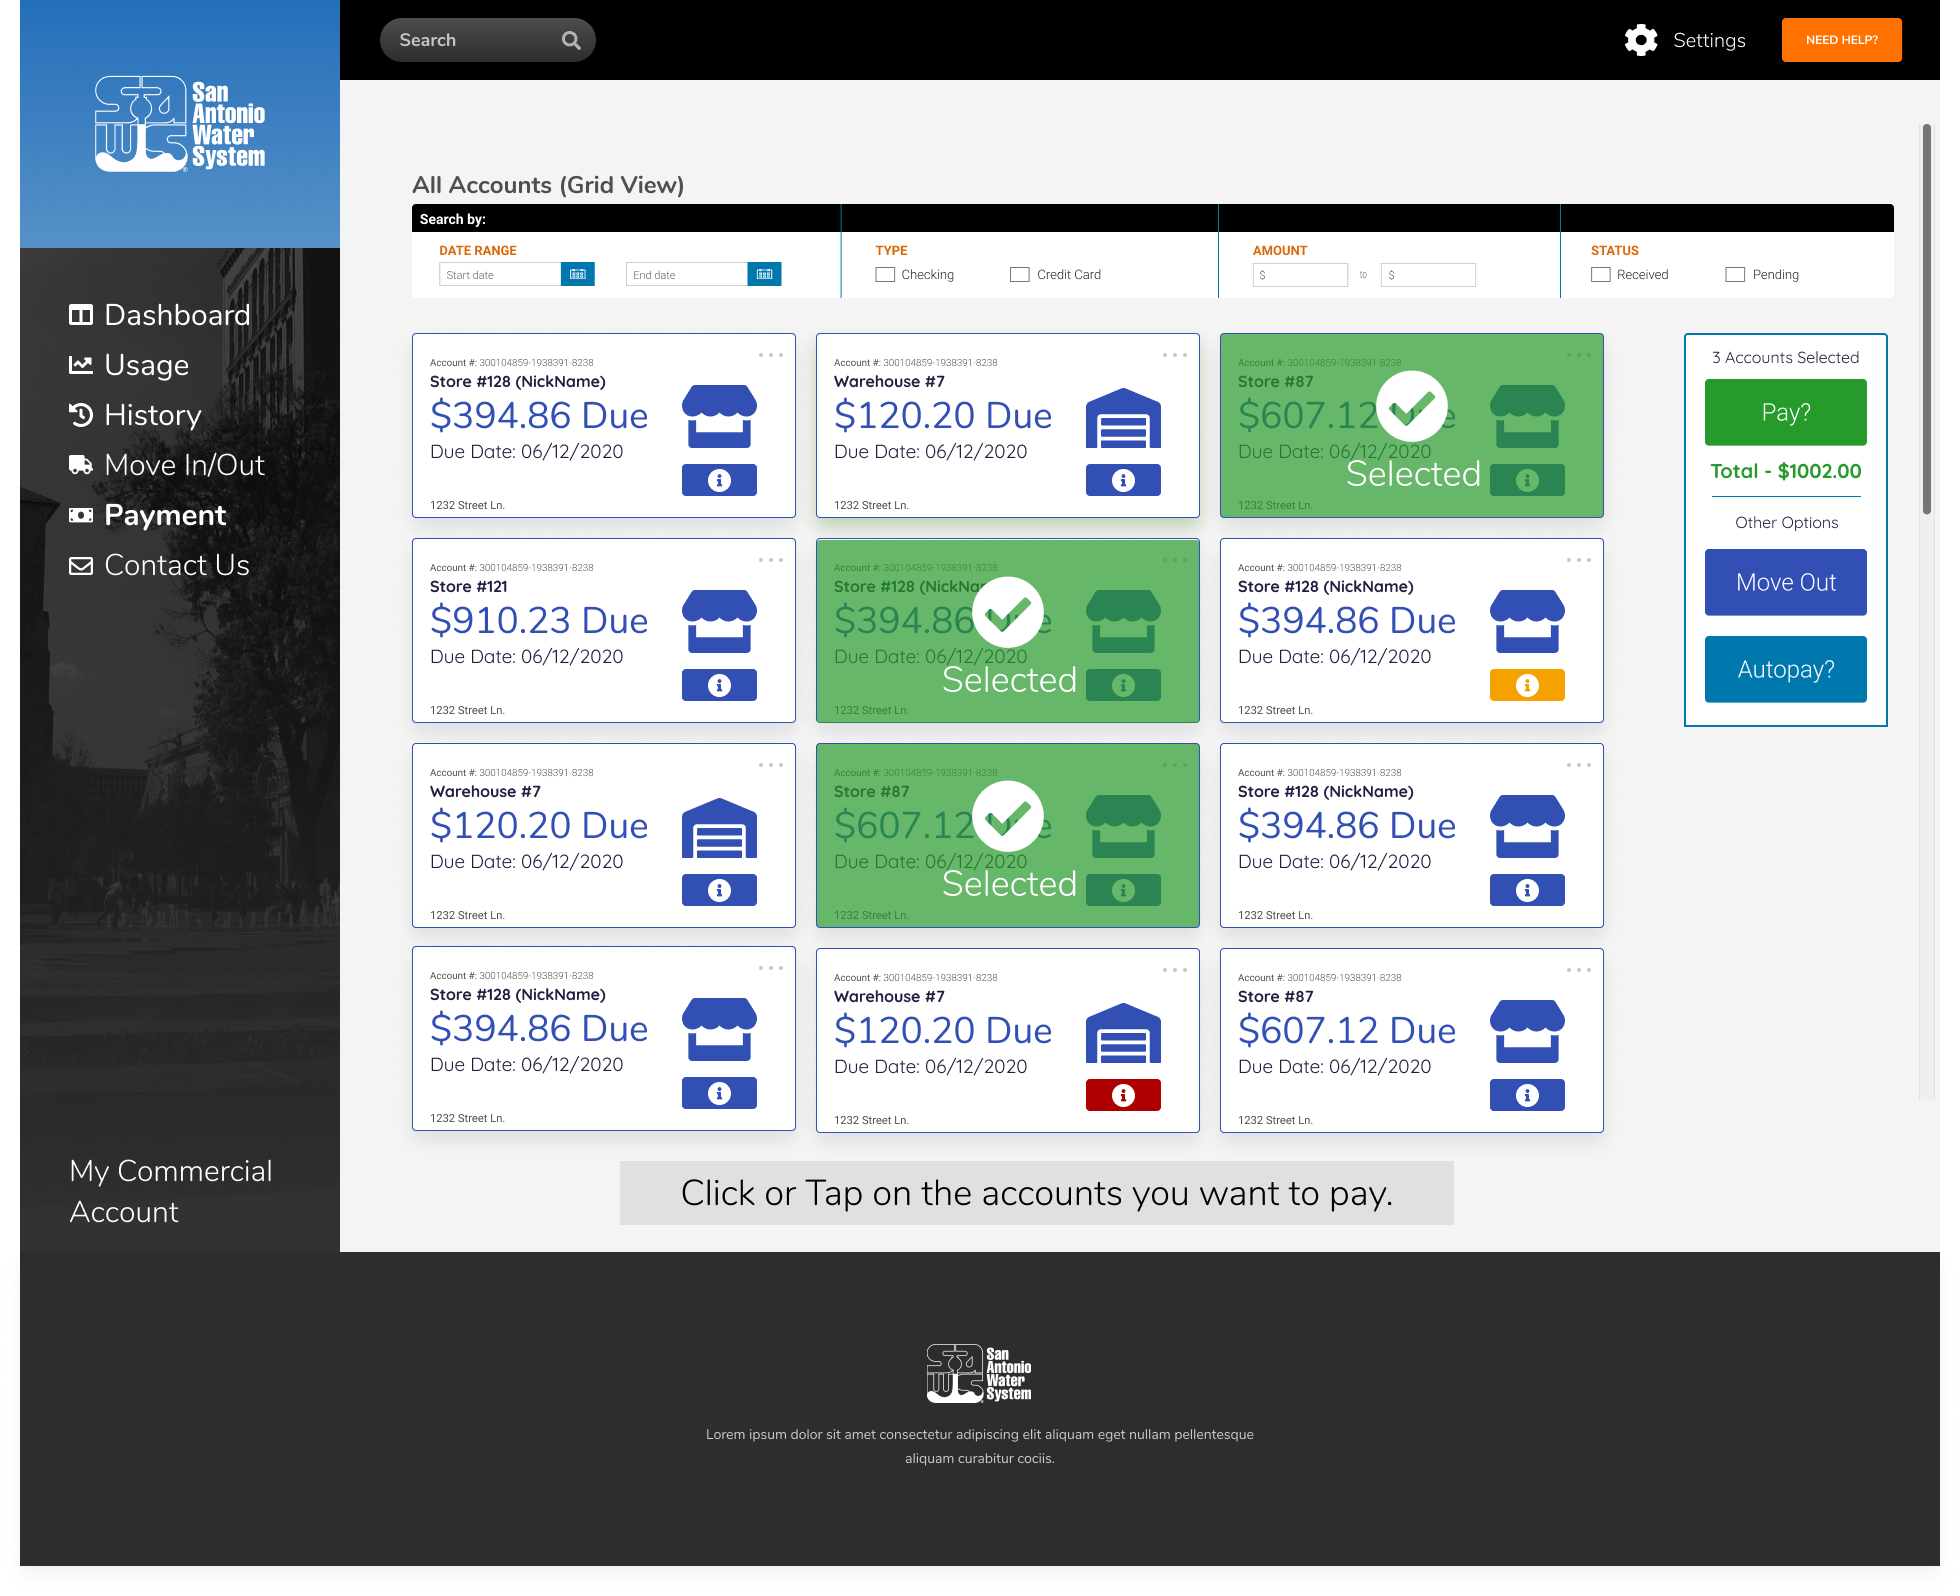 San
Antonio
Water
System
Search
Settings
NEED HELP?
Dashboard
Usage
History
Move In/Out
Payment
Contact Us
My Commercial
Account
All Accounts (Grid View)
Search by:
DATE RANGE
Start date
End date
TYPE
Checking
Credit Card
AMOUNT
$
to
$
STATUS
Received
Pending
Account #: 300104859-1938391-8238
Store #128 (NickName)
$394.86 Due
Due Date: 06/12/2020
1232 Street Ln.
Account #: 300104859-1938391-8238
Warehouse #7
$120.20 Due
Due Date: 06/12/2020
1232 Street Ln.
Account #: 300104859-1938391-8238
Store #87
$607.12
Due Date: 06/12/2020
Selected
1232 Street Ln.
Account #: 300104859-1938391-8238
Store #121
$910.23 Due
Due Date: 06/12/2020
1232 Street Ln.
Account #: 300104859-1938391-8238
Store #128
$394.86
Due Date: 06/12/2020
Selected
1232 Street Ln.
Account #: 300104859-1938391-8238
Store #128 (NickName)
$394.86 Due
Due Date: 06/12/2020
1232 Street Ln.
Account #: 300104859-1938391-8238
Warehouse #7
$120.20 Due
Due Date: 06/12/2020
1232 Street Ln.
Account #: 300104859-1938391-8238
Store #87
$607.12
Due Date: 06/12/2020
Selected
1232 Street Ln.
Account #: 300104859-1938391-8238
Store #128 (NickName)
$394.86 Due
Due Date: 06/12/2020
1232 Street Ln.
Account #: 300104859-1938391-8238
Store #128 (NickName)
$394.86 Due
Due Date: 06/12/2020
1232 Street Ln.
Account #: 300104859-1938391-8238
Warehouse #7
$120.20 Due
Due Date: 06/12/2020
1232 Street Ln.
Account #: 300104859-1938391-8238
Store #87
$607.12 Due
Due Date: 06/12/2020
1232 Street Ln.
3 Accounts Selected
Pay?
Total - $1002.00
Other Options
Move Out
Autopay?
Click or Tap on the accounts you want to pay.
San
Antonio
Water
System
Lorem ipsum dolor sit amet consectetur adipiscing elit aliquam eget nullam pellentesque
aliquam curabitur cociis.